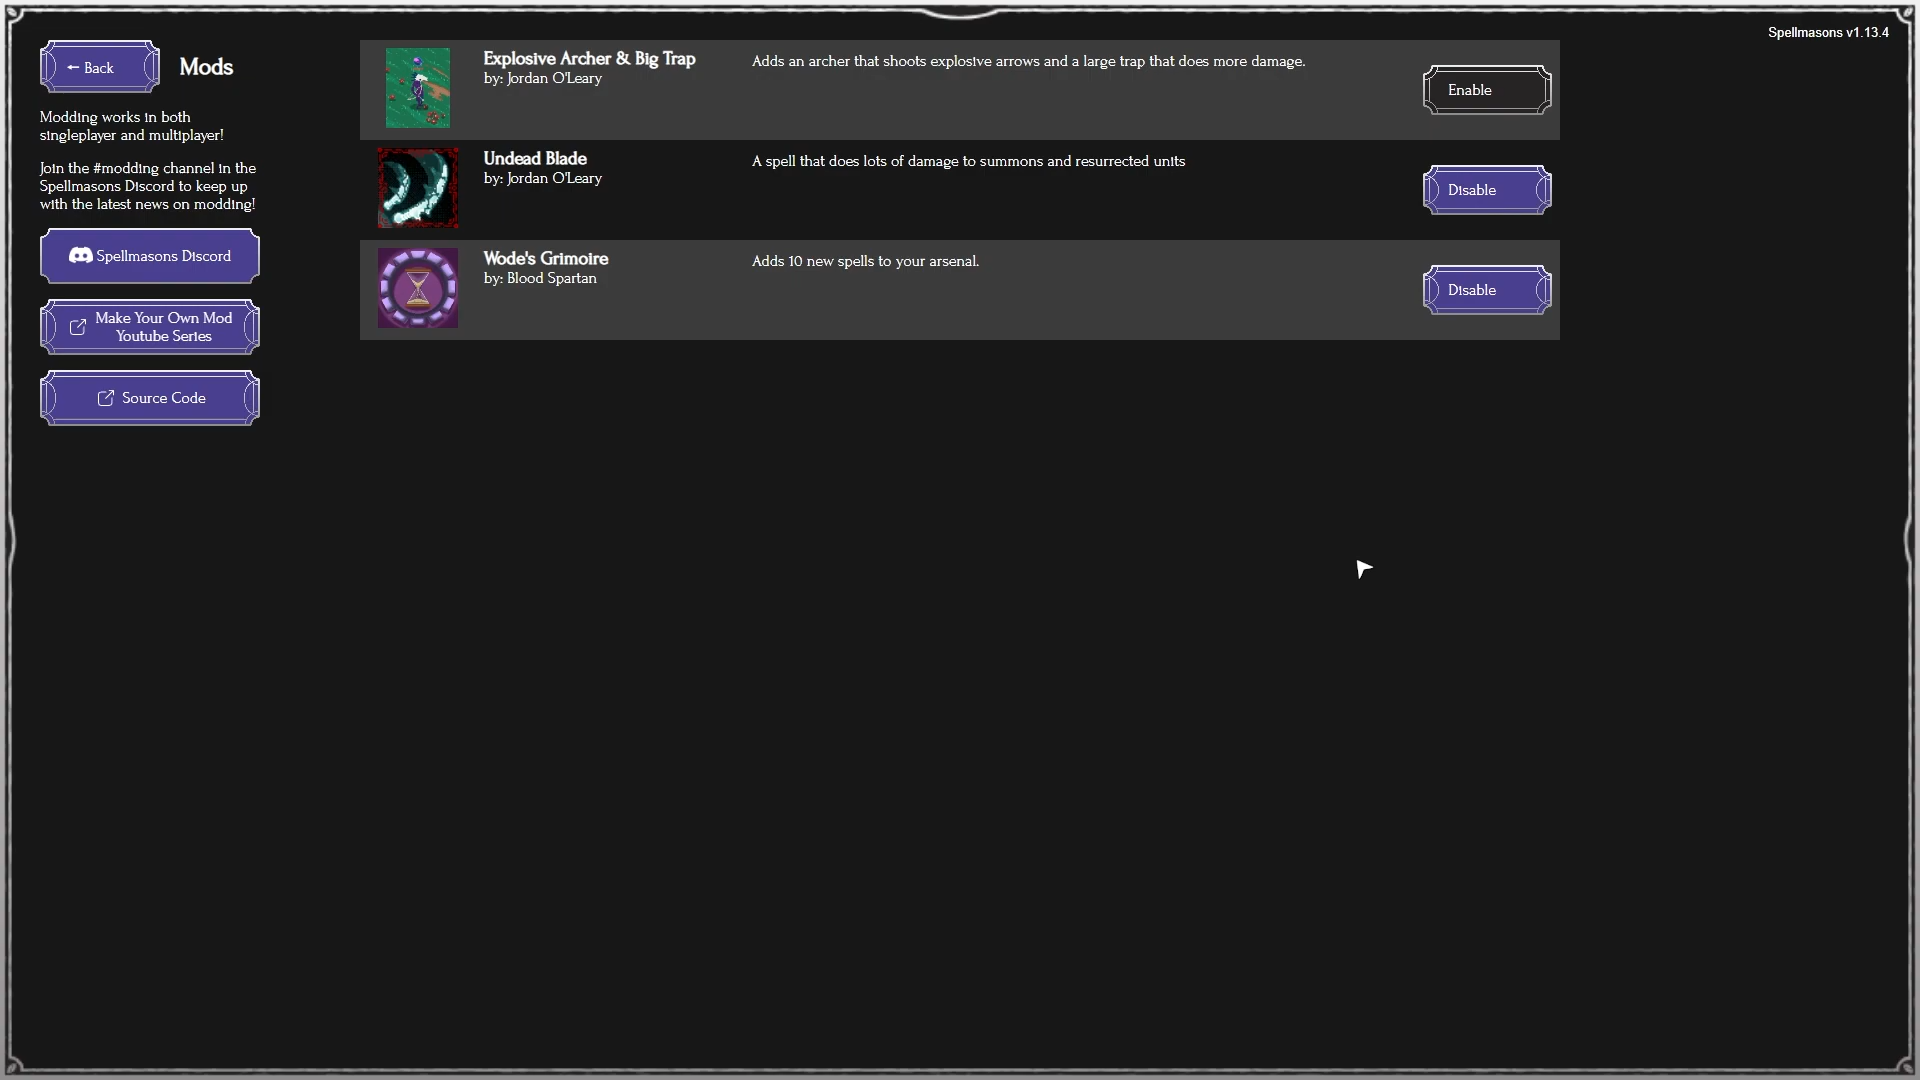 Spellmasons v1.13.4
← Back
Mods
Modding works in both
singleplayer and multiplayer!
Join the #modding channel in the
Spellmasons Discord to keep up
with the latest news on modding!
Spellmasons Discord
Make Your Own Mod
Youtube Series
Source Code
Explosive Archer & Big Trap
by: Jordan O'Leary
Adds an archer that shoots explosive arrows and a large trap that does more damage.
Enable
Undead Blade
by: Jordan O'Leary
A spell that does lots of damage to summons and resurrected units
Disable
Wode's Grimoire
by: Blood Spartan
Adds 10 new spells to your arsenal.
Disable